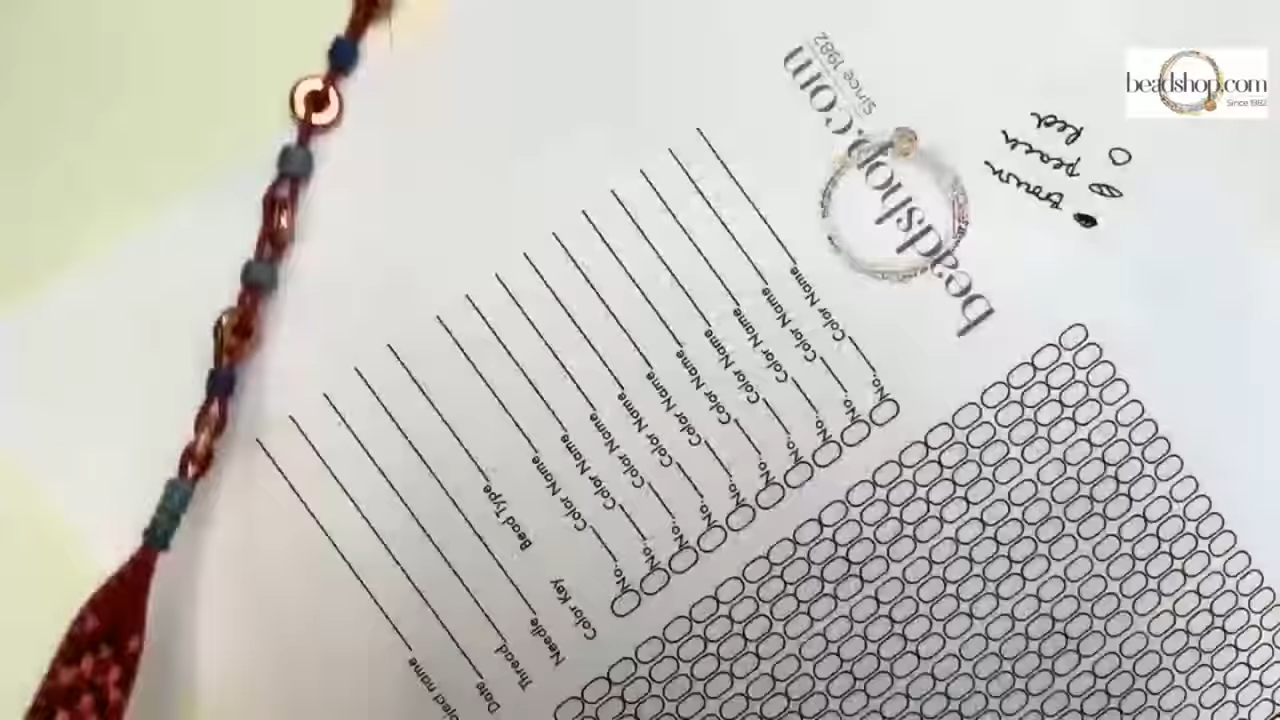 beadshop.com
Since 1982
oject name
Date
Thread
Needle
Color Key Bead Type
No. Color Name
No. Color Name
No. Color Name
No. Color Name
No. Color Name
No. Color Name
No. Color Name
No. Color Name
No. Color Name
No. Color Name
beadshop.com
Since 1982
brown
peach
Red